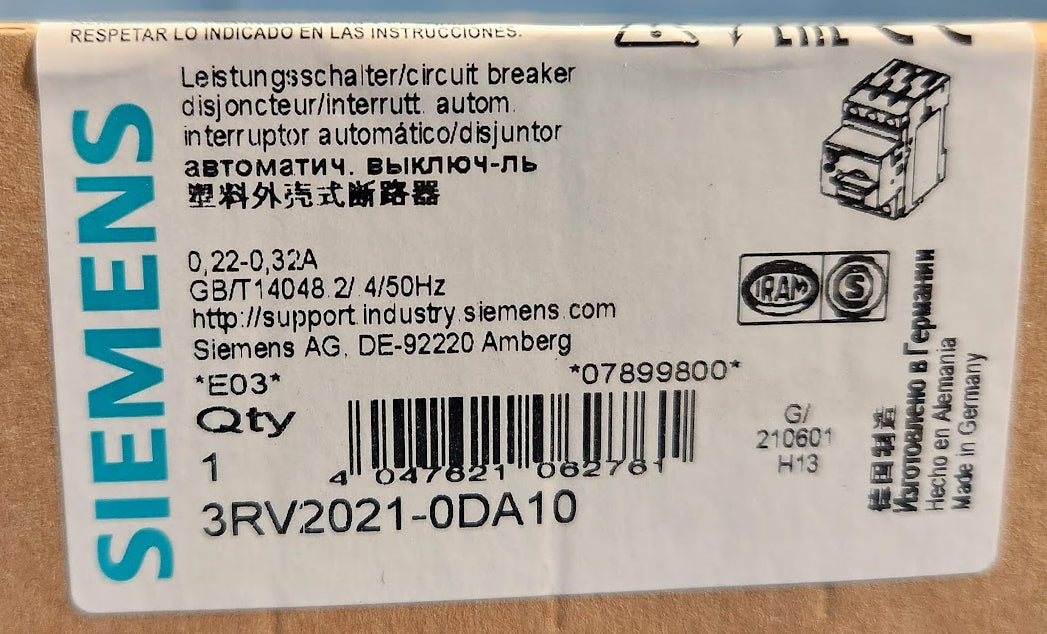 RESPETAR LO INDICADO EN LAS INSTRUCCIONES.
SIEMENS
Leistungsschalter/circuit breaker
disjoncteur/interrutt. autom.
interruptor automático/disjuntor
автоматич. выключ-ль
塑料外壳式断路器
0,22-0,32A
GB/T14048.2/ 4/50Hz
http://support.industry.siemens.com
Siemens AG, DE-92220 Amberg
*E03*
*07899800*
Qty
1
4 047621 062761
3RV2021-0DA10
IRAM
S
G/
210601
H13
德国制造
Изготовлено в Германии
Hecho en Alemania
Made in Germany